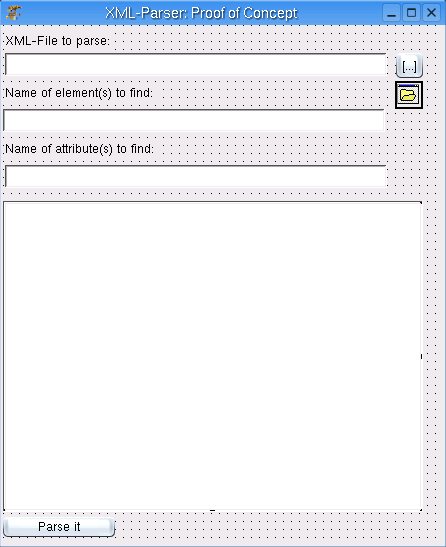 XML-Parser: Proof of Concept
XML-File to parse:
[...]
Name of element(s) to find:
Name of attribute(s) to find:
Parse it